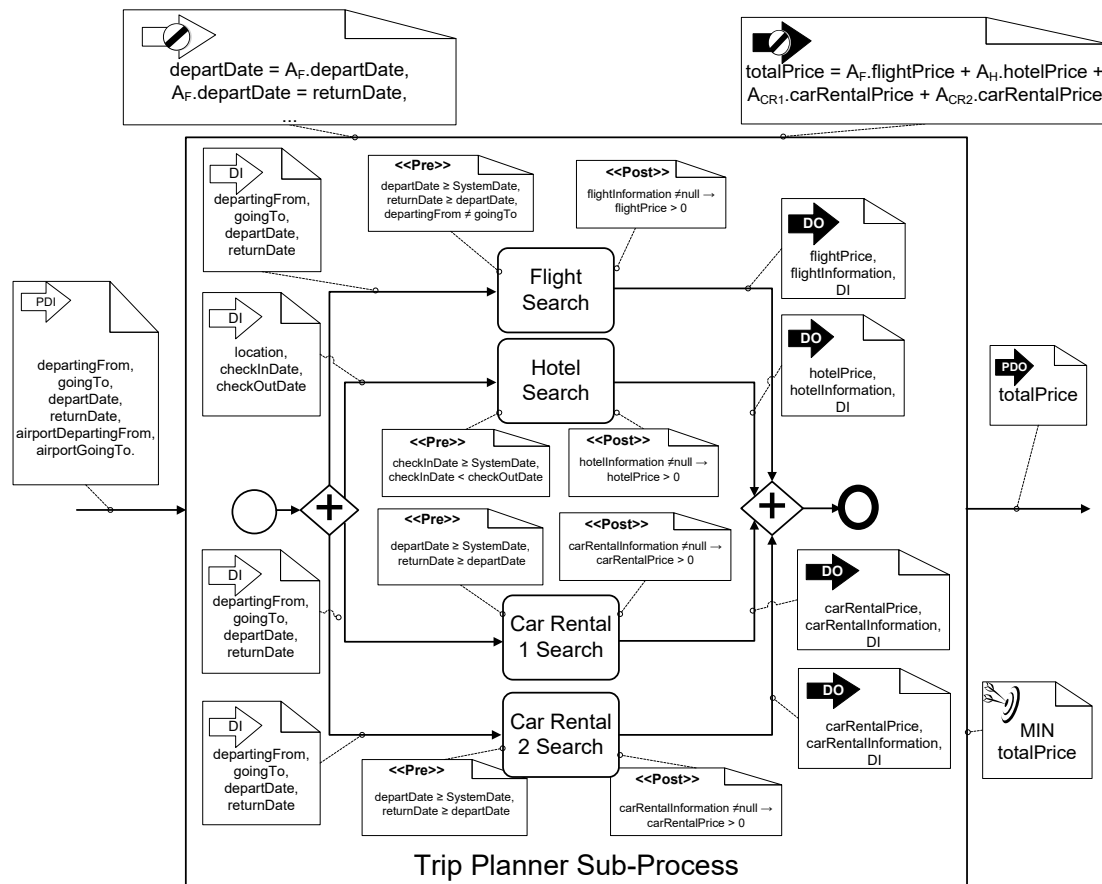 departDate = AF.departDate,
AF.departDate = returnDate,
...
totalPrice = AF.flightPrice + AH.hotelPrice +
ACR1.carRentalPrice + ACR2.carRentalPrice
DI
departingFrom,
goingTo,
departDate,
returnDate
<<Pre>>
departDate ≥ SystemDate,
returnDate ≥ departDate,
departingFrom ≠ goingTo
<<Post>>
flightInformation ≠null →
flightPrice > 0
Flight
Search
DO
flightPrice,
flightInformation,
DI
PDI
departingFrom,
goingTo,
departDate,
returnDate,
airportDepartingFrom,
airportGoingTo.
DI
location,
checkInDate,
checkOutDate
Hotel
Search
DO
hotelPrice,
hotelInformation,
DI
PDO
totalPrice
<<Pre>>
checkInDate ≥ SystemDate,
checkInDate < checkOutDate
<<Post>>
hotelInformation ≠null →
hotelPrice > 0
<<Pre>>
departDate ≥ SystemDate,
returnDate ≥ departDate
<<Post>>
carRentalInformation ≠null →
carRentalPrice > 0
DI
departingFrom,
goingTo,
departDate,
returnDate
Car Rental
1 Search
DO
carRentalPrice,
carRentalInformation,
DI
DI
departingFrom,
goingTo,
departDate,
returnDate
Car Rental
2 Search
DO
carRentalPrice,
carRentalInformation,
DI
MIN
totalPrice
<<Pre>>
departDate ≥ SystemDate,
returnDate ≥ departDate
<<Post>>
carRentalInformation ≠null →
carRentalPrice > 0
Trip Planner Sub-Process